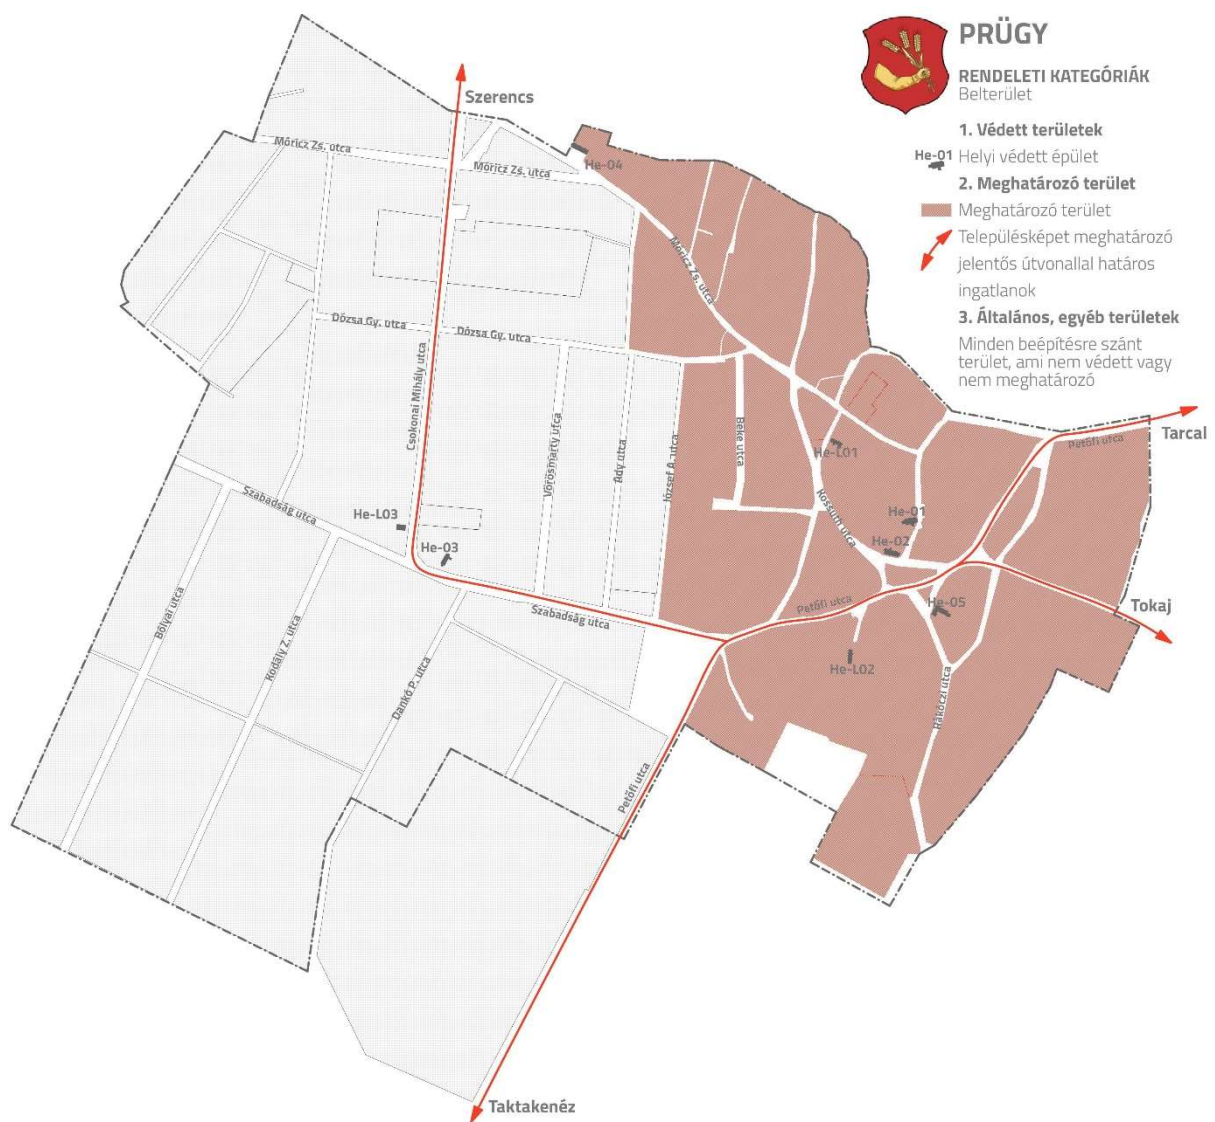 PRÜGY
RENDELETI KATEGÓRIÁK
Belterület
1. Védett területek
He-01 Helyi védett épület
2. Meghatározó terület
Meghatározó terület
Településképet meghatározó
jelentős útvonallal határos
ingatlanok
3. Általános, egyéb területek
Minden beépítésre szánt
terület, ami nem védett vagy
nem meghatározó
Szerencs
Móricz Zs. utca
Móricz Zs. utca
He-04
Móricz Zs. utca
Dózsa Gy. utca
Dózsa Gy. utca
Csokonai Mihály utca
Vörösmarty utca
Ady utca
József A. utca
Beke utca
He-L01
Petőfi utca
Tarcal
Szabadság utca
He-L03
He-03
Kossuth utca
He-01
He-02
Bólyai utca
Kodály Z. utca
Dankó P. utca
Szabadság utca
Petőfi utca
He-05
Tokaj
He-L02
Rákóczi utca
Petőfi utca
Taktakenéz